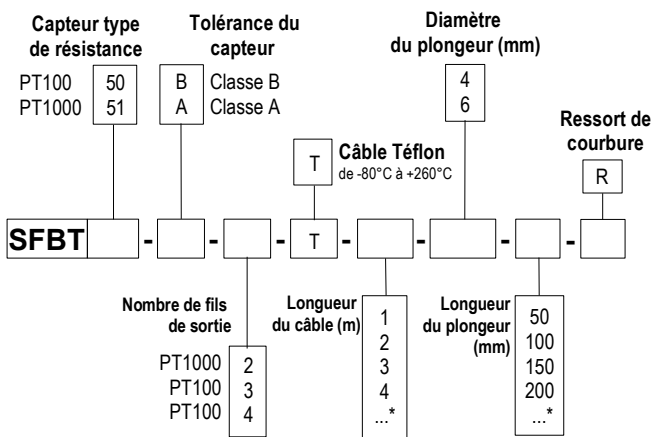 Capteur type
de résistance
PT100 50
PT1000 51
Tolérance du
capteur
B Classe B
A Classe A
Diamètre
du plongeur (mm)
4
6
Ressort de
courbure
R
T
Câble Téflon
de -80°C à +260°C
SFBT - - - T - - - -
Nombre de fils
de sortie
PT1000 2
PT100 3
PT100 4
Longueur
du câble (m)
1
2
3
4
...*
Longueur
du plongeur
(mm)
50
100
150
200
...*